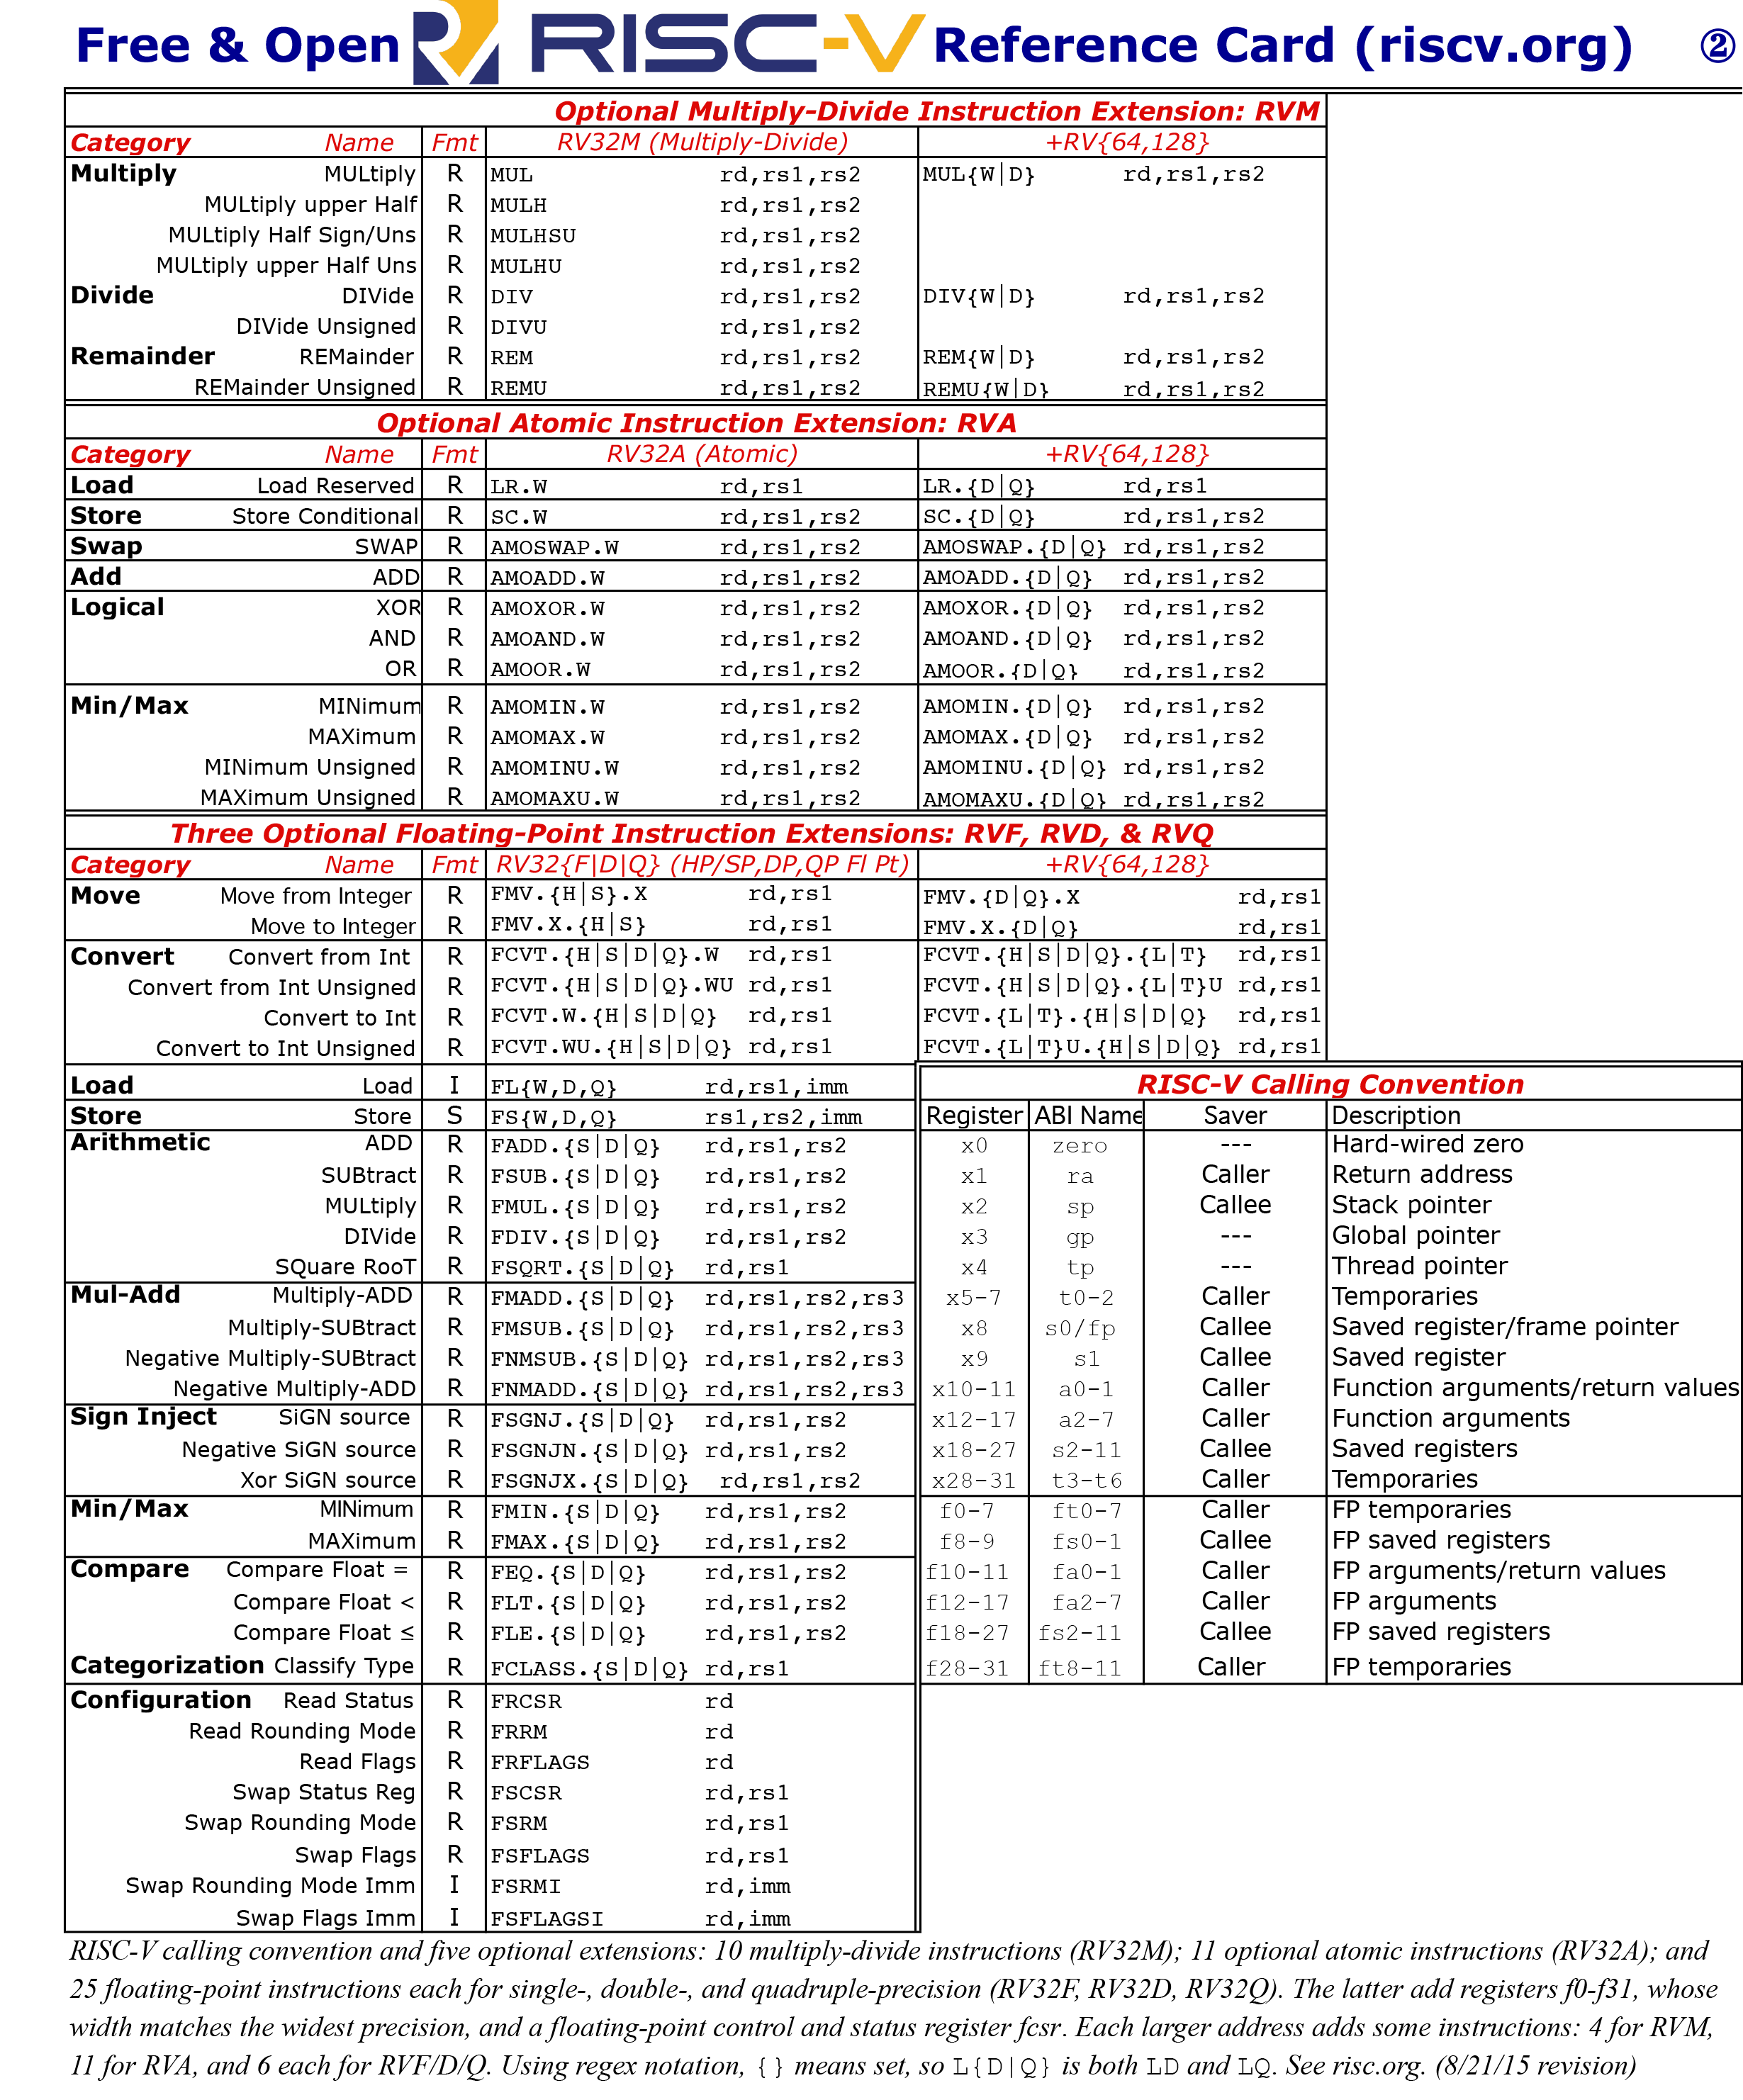 Free & Open RISC-V Reference Card (riscv.org) ②
Optional Multiply-Divide Instruction Extension: RVM
Category Name Fmt RV32M (Multiply-Divide) +RV{64,128}
Multiply MULtiply R MUL rd,rs1,rs2 MUL{W|D} rd,rs1,rs2
MULtiply upper Half R MULH rd,rs1,rs2
MULtiply Half Sign/Uns R MULHSU rd,rs1,rs2
MULtiply upper Half Uns R MULHU rd,rs1,rs2
Divide DIVide R DIV rd,rs1,rs2 DIV{W|D} rd,rs1,rs2
DIVide Unsigned R DIVU rd,rs1,rs2
Remainder REMainder R REM rd,rs1,rs2 REM{W|D} rd,rs1,rs2
REMainder Unsigned R REMU rd,rs1,rs2 REMU{W|D} rd,rs1,rs2
Optional Atomic Instruction Extension: RVA
Category Name Fmt RV32A (Atomic) +RV{64,128}
Load Load Reserved R LR.W rd,rs1 LR.{D|Q} rd,rs1
Store Store Conditional R SC.W rd,rs1,rs2 SC.{D|Q} rd,rs1,rs2
Swap SWAP R AMOSWAP.W rd,rs1,rs2 AMOSWAP.{D|Q} rd,rs1,rs2
Add ADD R AMOADD.W rd,rs1,rs2 AMOADD.{D|Q} rd,rs1,rs2
Logical XOR R AMOXOR.W rd,rs1,rs2 AMOXOR.{D|Q} rd,rs1,rs2
AND R AMOAND.W rd,rs1,rs2 AMOAND.{D|Q} rd,rs1,rs2
OR R AMOOR.W rd,rs1,rs2 AMOOR.{D|Q} rd,rs1,rs2
Min/Max MINimum R AMOMIN.W rd,rs1,rs2 AMOMIN.{D|Q} rd,rs1,rs2
MAXimum R AMOMAX.W rd,rs1,rs2 AMOMAX.{D|Q} rd,rs1,rs2
MINimum Unsigned R AMOMINU.W rd,rs1,rs2 AMOMINU.{D|Q} rd,rs1,rs2
MAXimum Unsigned R AMOMAXU.W rd,rs1,rs2 AMOMAXU.{D|Q} rd,rs1,rs2
Three Optional Floating-Point Instruction Extensions: RVF, RVD, & RVQ
Category Name Fmt RV32{F|D|Q} (HP/SP,DP,QP Fl Pt) +RV{64,128}
Move Move from Integer R FMV.{H|S}.X rd,rs1 FMV.{D|Q}.X rd,rs1
Move to Integer R FMV.X.{H|S} rd,rs1 FMV.X.{D|Q} rd,rs1
Convert Convert from Int R FCVT.{H|S|D|Q}.W rd,rs1 FCVT.{H|S|D|Q}.{L|T} rd,rs1
Convert from Int Unsigned R FCVT.{H|S|D|Q}.WU rd,rs1 FCVT.{H|S|D|Q}.{L|T}U rd,rs1
Convert to Int R FCVT.W.{H|S|D|Q} rd,rs1 FCVT.{L|T}.{H|S|D|Q} rd,rs1
Convert to Int Unsigned R FCVT.WU.{H|S|D|Q} rd,rs1 FCVT.{L|T}U.{H|S|D|Q} rd,rs1
Load Load I FL{W,D,Q} rd,rs1,imm
Store Store S FS{W,D,Q} rs1,rs2,imm
Arithmetic ADD R FADD.{S|D|Q} rd,rs1,rs2
SUBtract R FSUB.{S|D|Q} rd,rs1,rs2
MULtiply R FMUL.{S|D|Q} rd,rs1,rs2
DIVide R FDIV.{S|D|Q} rd,rs1,rs2
SQuare RooT R FSQRT.{S|D|Q} rd,rs1
Mul-Add Multiply-ADD R FMADD.{S|D|Q} rd,rs1,rs2,rs3
Multiply-SUBtract R FMSUB.{S|D|Q} rd,rs1,rs2,rs3
Negative Multiply-SUBtract R FNMSUB.{S|D|Q} rd,rs1,rs2,rs3
Negative Multiply-ADD R FNMADD.{S|D|Q} rd,rs1,rs2,rs3
Sign Inject SiGN source R FSGNJ.{S|D|Q} rd,rs1,rs2
Negative SiGN source R FSGNJN.{S|D|Q} rd,rs1,rs2
Xor SiGN source R FSGNJX.{S|D|Q} rd,rs1,rs2
Min/Max MINimum R FMIN.{S|D|Q} rd,rs1,rs2
MAXimum R FMAX.{S|D|Q} rd,rs1,rs2
Compare Compare Float = R FEQ.{S|D|Q} rd,rs1,rs2
Compare Float < R FLT.{S|D|Q} rd,rs1,rs2
Compare Float ≤ R FLE.{S|D|Q} rd,rs1,rs2
Categorization Classify Type R FCLASS.{S|D|Q} rd,rs1
Configuration Read Status R FRCSR rd
Read Rounding Mode R FRRM rd
Read Flags R FRFLAGS rd
Swap Status Reg R FSCSR rd,rs1
Swap Rounding Mode R FSRM rd,rs1
Swap Flags R FSFLAGS rd,rs1
Swap Rounding Mode Imm I FSRMI rd,imm
Swap Flags Imm I FSFLAGSI rd,imm
RISC-V Calling Convention
Register ABI Name Saver Description
x0 zero --- Hard-wired zero
x1 ra Caller Return address
x2 sp Callee Stack pointer
x3 gp --- Global pointer
x4 tp --- Thread pointer
x5-7 t0-2 Caller Temporaries
x8 s0/fp Callee Saved register/frame pointer
x9 s1 Callee Saved register
x10-11 a0-1 Caller Function arguments/return values
x12-17 a2-7 Caller Function arguments
x18-27 s2-11 Callee Saved registers
x28-31 t3-t6 Caller Temporaries
f0-7 ft0-7 Caller FP temporaries
f8-9 fs0-1 Callee FP saved registers
f10-11 fa0-1 Caller FP arguments/return values
f12-17 fa2-7 Caller FP arguments
f18-27 fs2-11 Callee FP saved registers
f28-31 ft8-11 Caller FP temporaries
RISC-V calling convention and five optional extensions: 10 multiply-divide instructions (RV32M); 11 optional atomic instructions (RV32A); and
25 floating-point instructions each for single-, double-, and quadruple-precision (RV32F, RV32D, RV32Q). The latter add registers f0-f31, whose
width matches the widest precision, and a floating-point control and status register fcsr. Each larger address adds some instructions: 4 for RVM,
11 for RVA, and 6 each for RVF/D/Q. Using regex notation, {} means set, so L{D|Q} is both LD and LQ. See risc.org. (8/21/15 revision)